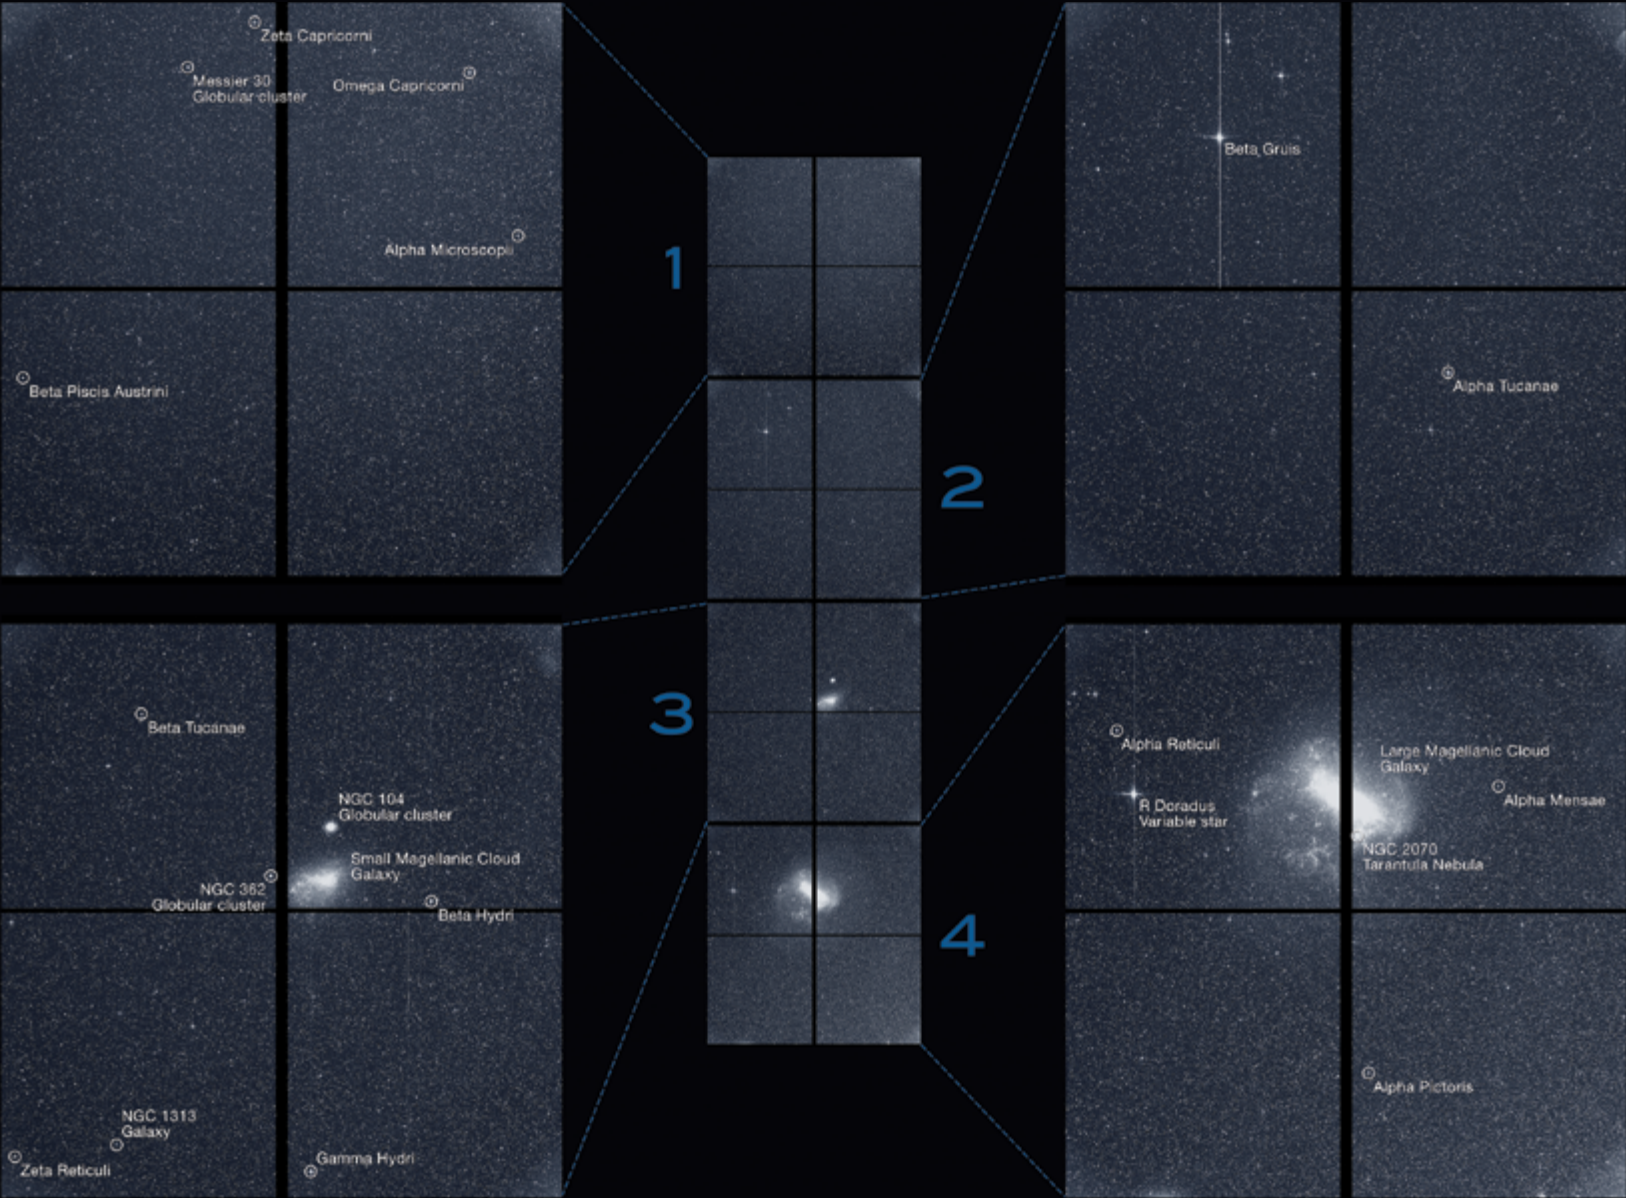 Zeta Capricorni
Messier 30
Globular cluster
Omega Capricorni
Alpha Microscopii
Beta Piscis Austrini
1
Beta Gruis
Alpha Tucanae
2
Beta Tucanae
NGC 104
Globular cluster
Small Magellanic Cloud
Galaxy
NGC 362
Globular cluster
Beta Hydri
NGC 1313
Galaxy
Zeta Reticuli
Gamma Hydri
3
Alpha Reticuli
R Doradus
Variable star
Large Magellanic Cloud
Galaxy
Alpha Mensae
NGC 2070
Tarantula Nebula
Alpha Pictoris
4